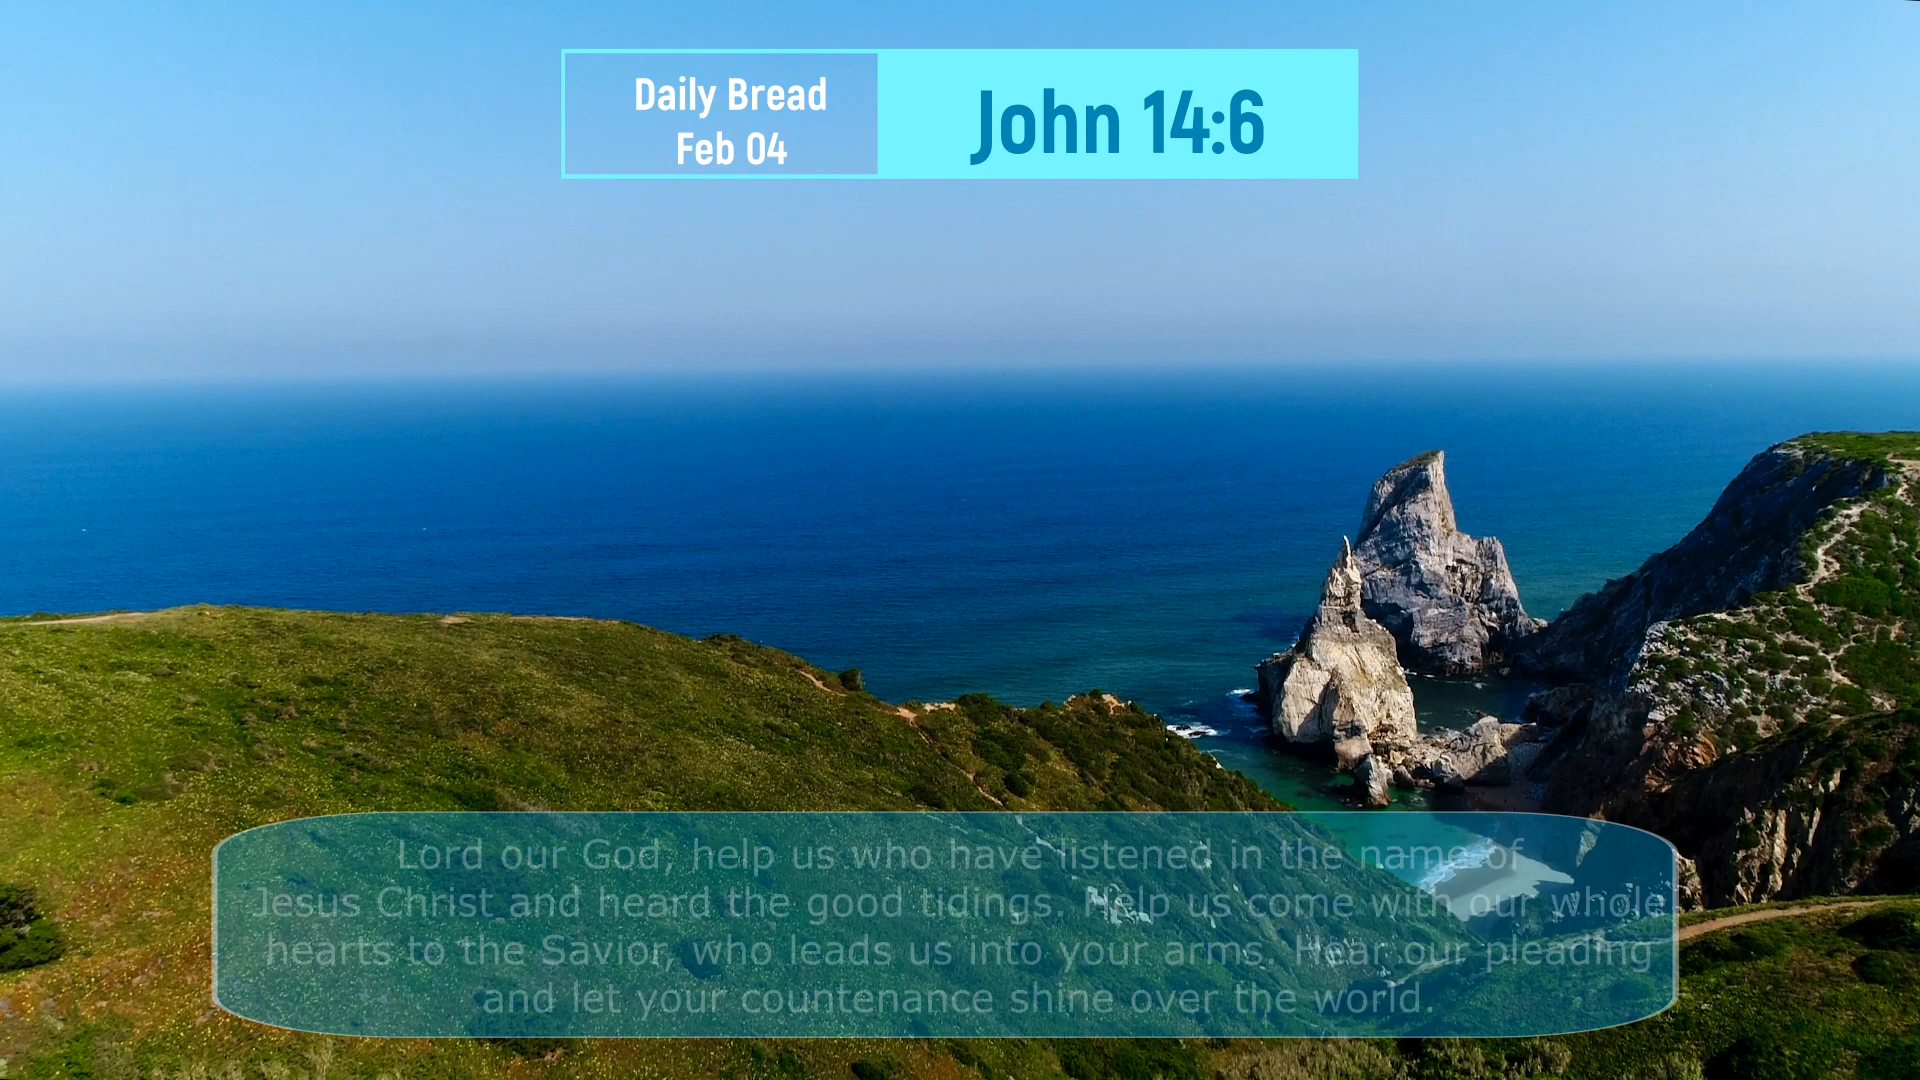 Daily Bread
Feb 04
John 14:6
Lord our God, help us who have listened in the name of
Jesus Christ and heard the good tidings. Help us come with our whole
hearts to the Savior, who leads us into your arms. Hear our pleading
and let your countenance shine over the world.